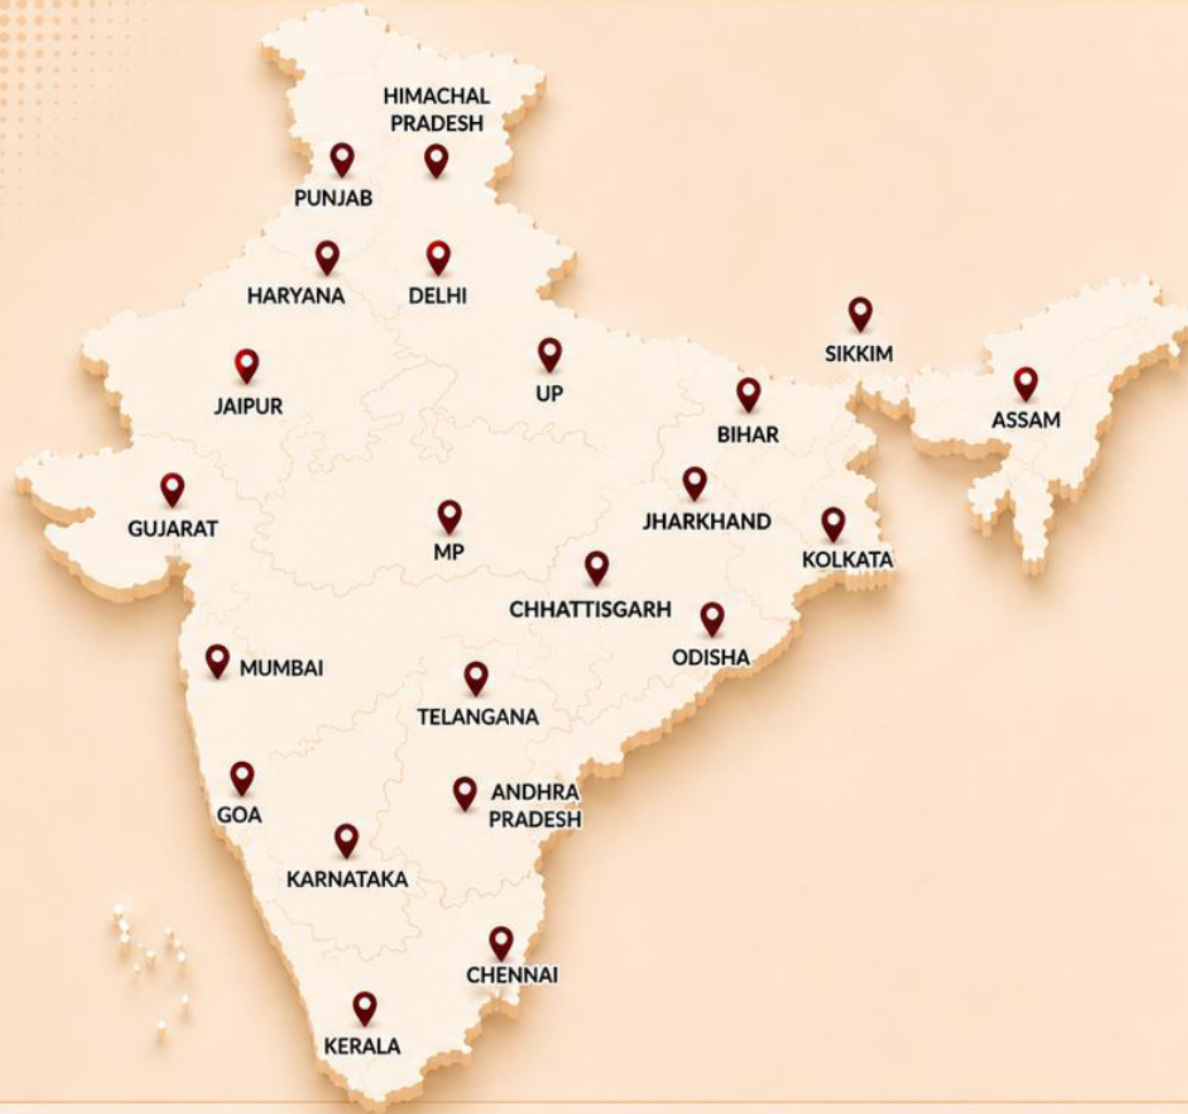 HIMACHAL
PRADESH
PUNJAB
HARYANA
DELHI
SIKKIM
UP
JAIPUR
ASSAM
BIHAR
JHARKHAND
GUJARAT
MP
KOLKATA
CHHATTISGARH
ODISHA
MUMBAI
TELANGANA
ANDHRA
PRADESH
GOA
KARNATAKA
CHENNAI
KERALA